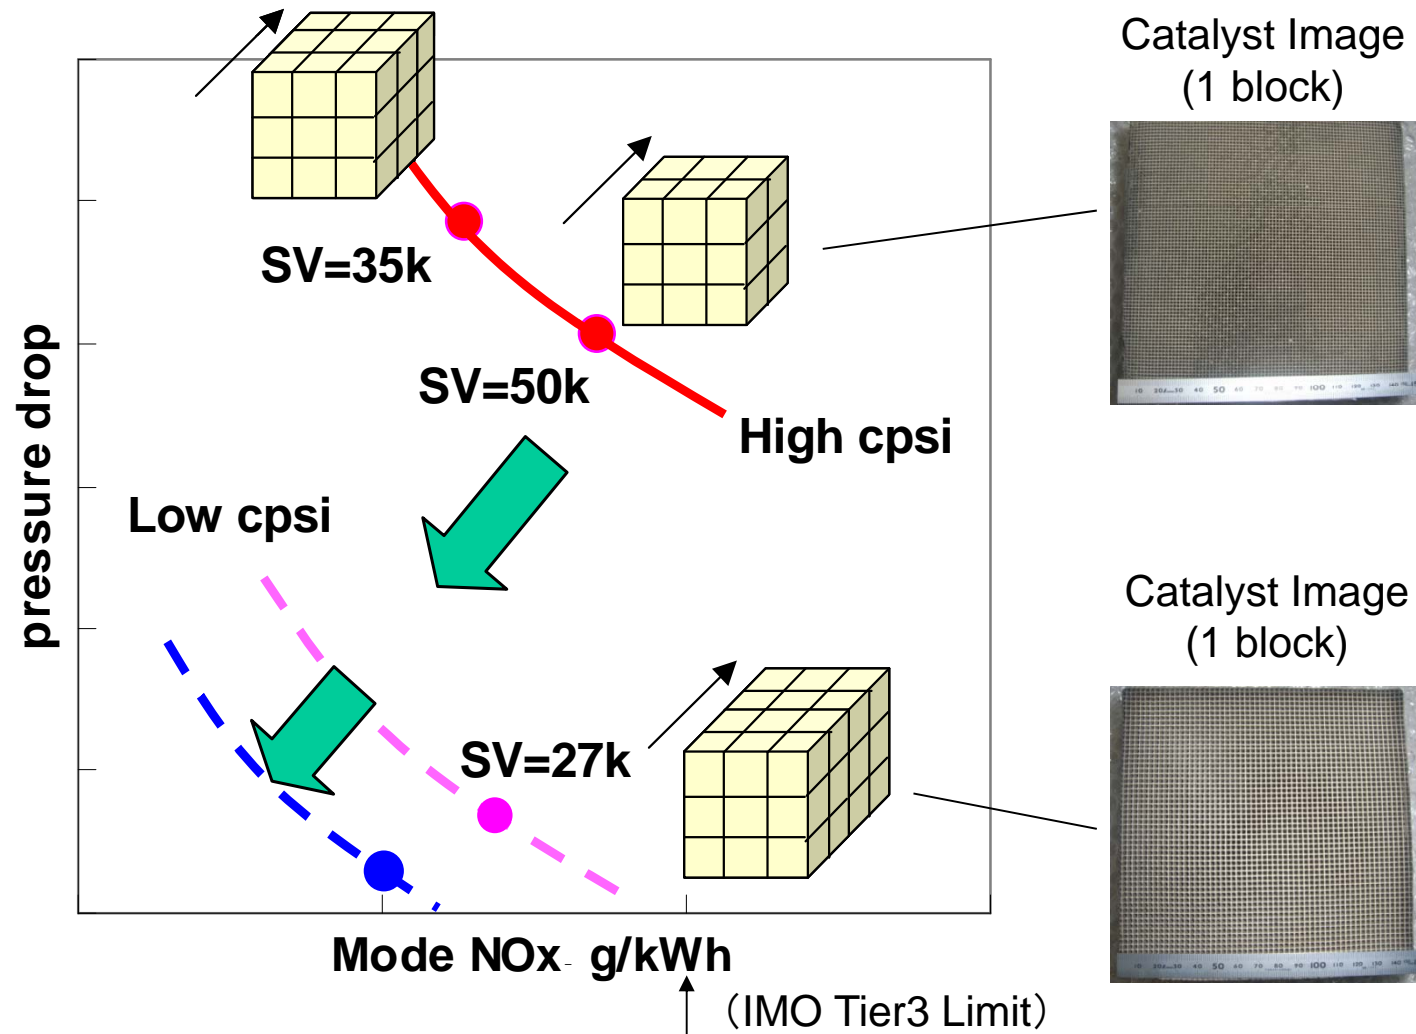 Catalyst Image
(1 block)
SV=35k
SV=50k
High cpsi
pressure drop
Low cpsi
Catalyst Image
(1 block)
SV=27k
Mode NOx g/kWh
（IMO Tier3 Limit）